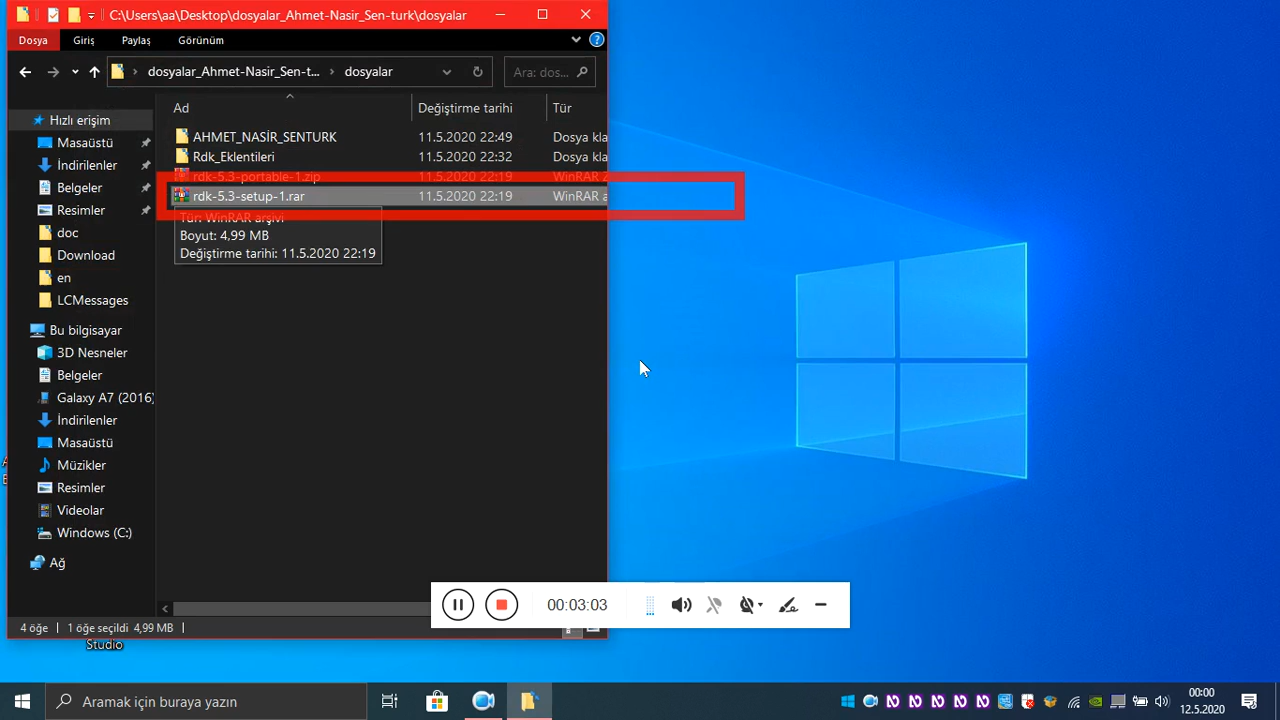 C:\Users\aa\Desktop\dosyalar_Ahmet-Nasir_Sen-turk\dosyalar
Dosya Giriş Paylaş Görünüm
dosyalar_Ahmet-Nasir_Sen-t... dosyalar Ara: dos...
Ad Değiştirme tarihi Tür
Hızlı erişim
Masaüstü
İndirilenler
Belgeler
Resimler
doc
Download
en
LCMessages
Bu bilgisayar
3D Nesneler
Belgeler
Galaxy A7 (2016)
İndirilenler
Masaüstü
Müzikler
Resimler
Videolar
Windows (C:)
Ağ
AHMET_NASİR_SENTURK 11.5.2020 22:49 Dosya kla
Rdk_Eklentileri 11.5.2020 22:32 Dosya kla
rdk-5.3-portable-1.zip 11.5.2020 22:19 WinRAR Z
rdk-5.3-setup-1.rar 11.5.2020 22:19 WinRAR a
Tür: WinRAR arşivi
Boyut: 4,99 MB
Değiştirme tarihi: 11.5.2020 22:19
00:03:03
4 öğe 1 öğe seçildi 4,99 MB
Studio
Aramak için buraya yazın
00:00
12.5.2020